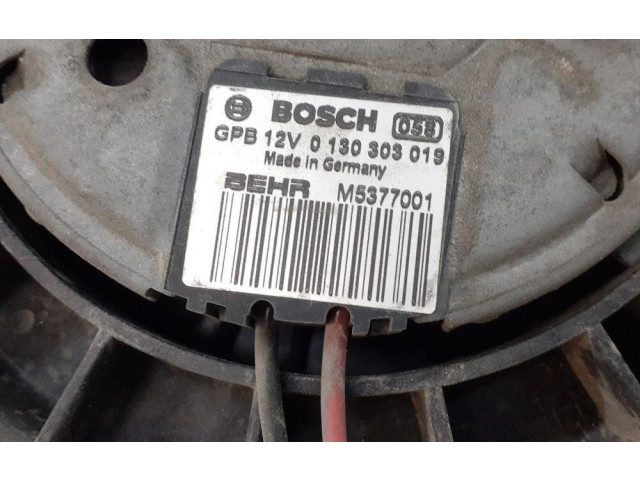 BOSCH 058
GPB 12V 0 130 303 019
Made in Germany
BEHR M5377001